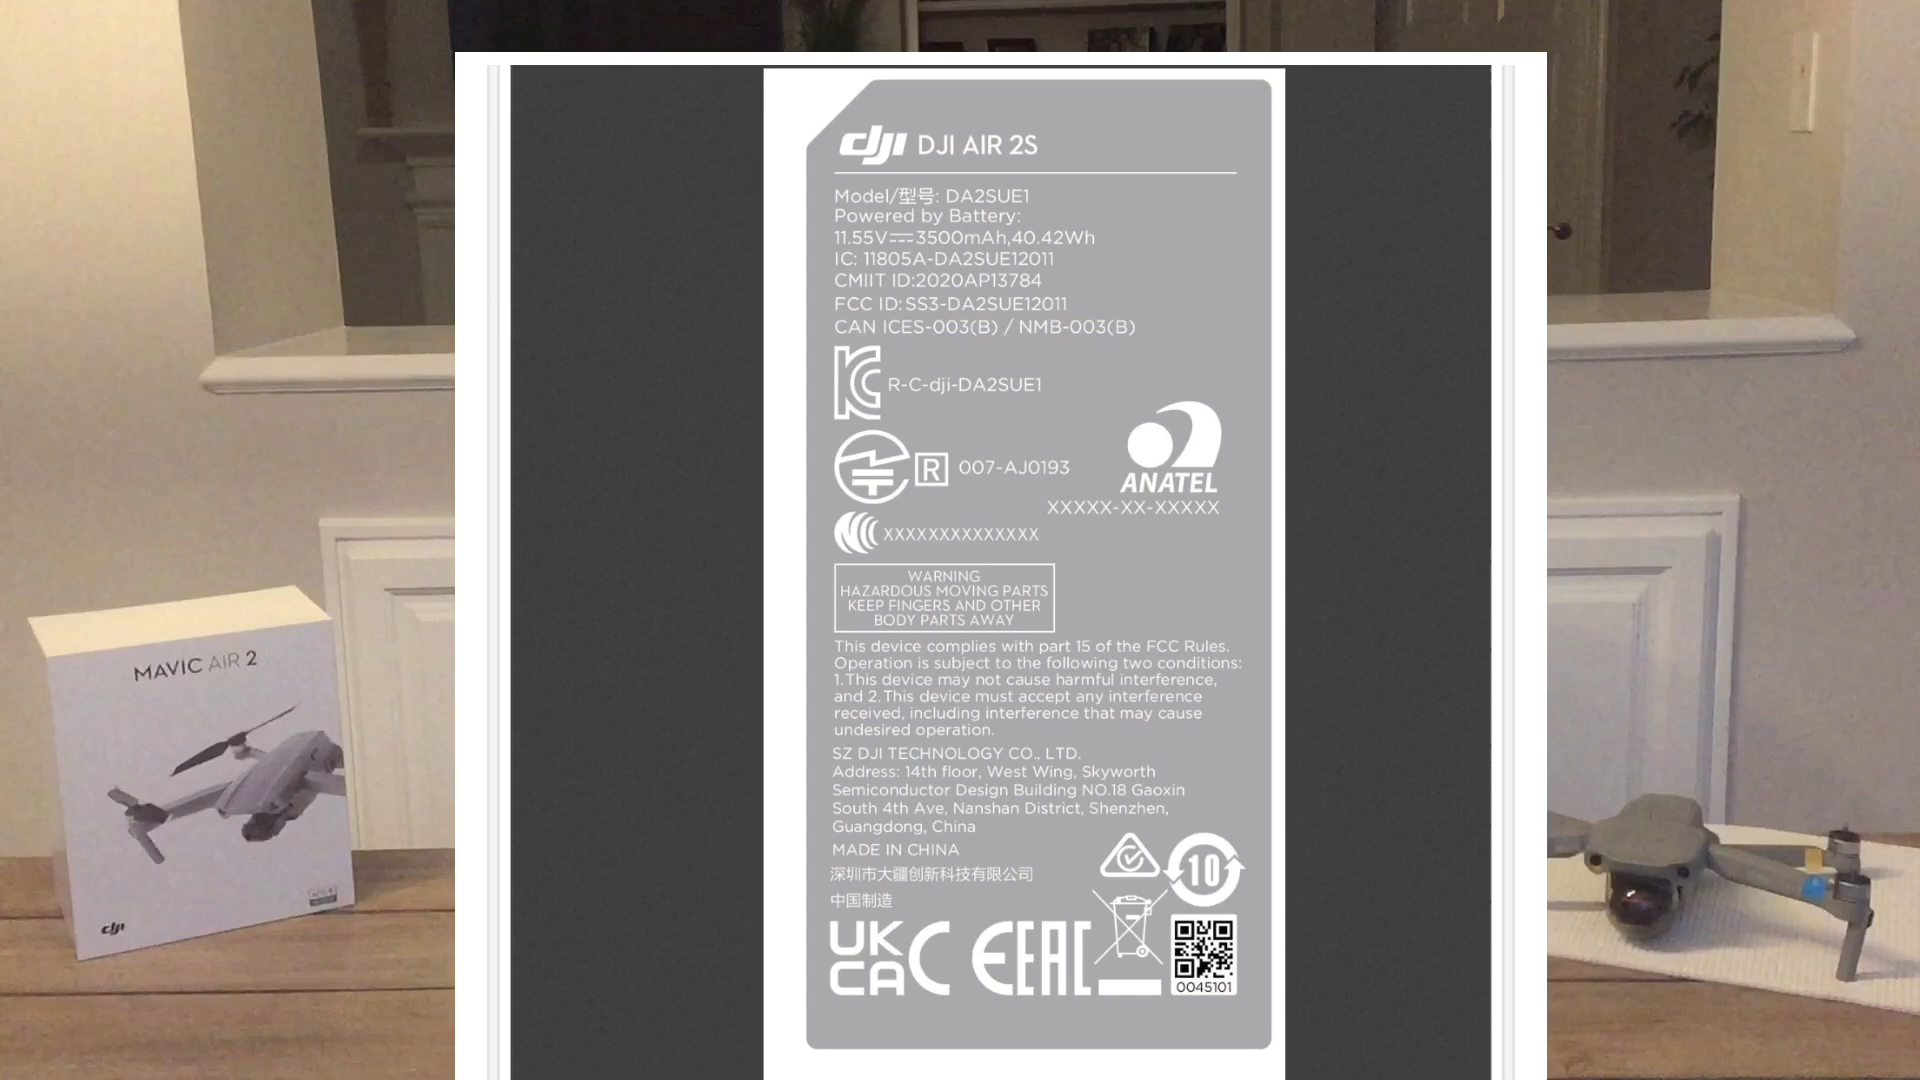 dji DJI AIR 2S
Model/型号: DA2SUE1
Powered by Battery:
11.55V⎓3500mAh,40.42Wh
IC: 11805A-DA2SUE12011
CMIIT ID:2020AP13784
FCC ID: SS3-DA2SUE12011
CAN ICES-003(B) / NMB-003(B)
R-C-dji-DA2SUE1
R 007-AJ0193
ANATEL
XXXXX-XX-XXXXX
XXXXXXXXXXXXXX
WARNING
HAZARDOUS MOVING PARTS
KEEP FINGERS AND OTHER
BODY PARTS AWAY
This device complies with part 15 of the FCC Rules.
Operation is subject to the following two conditions:
1.This device may not cause harmful interference,
and 2.This device must accept any interference
received, including interference that may cause
undesired operation.
SZ DJI TECHNOLOGY CO., LTD.
Address: 14th floor, West Wing, Skyworth
Semiconductor Design Building NO.18 Gaoxin
South 4th Ave, Nanshan District, Shenzhen,
Guangdong, China
MADE IN CHINA
深圳市大疆创新科技有限公司
中国制造
10
UK
CA
CE
EAC
0045101
MAVIC AIR 2
dji